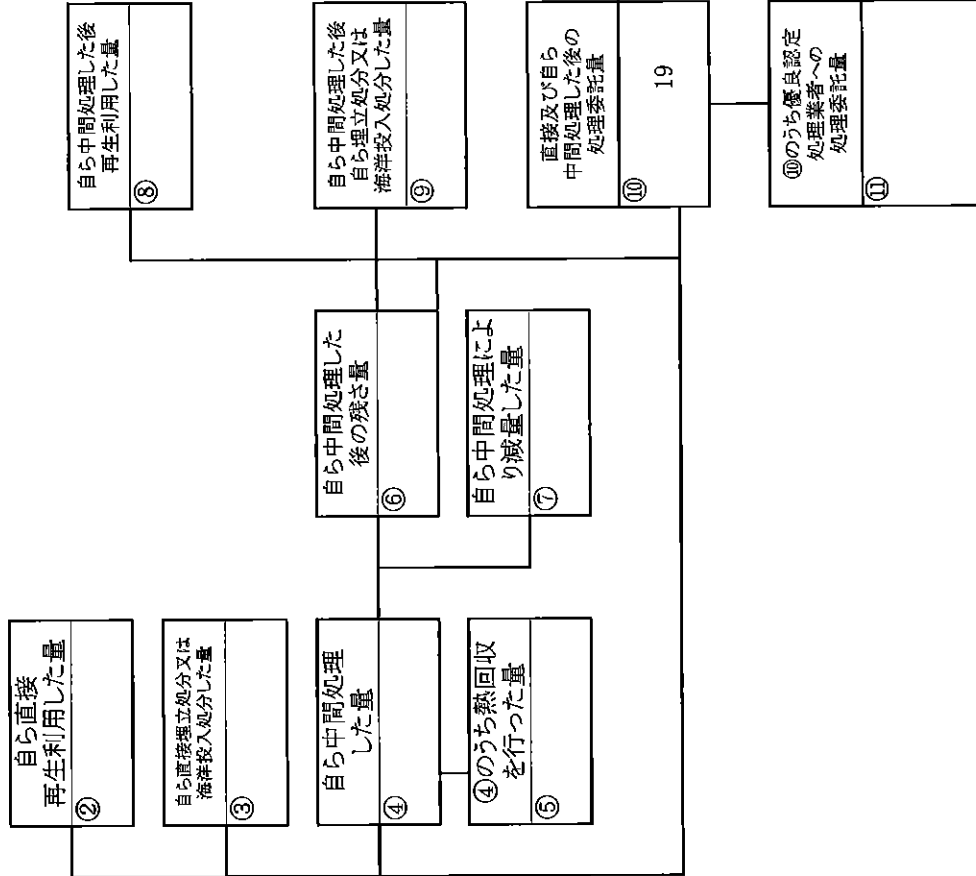 自ら直接
再生利用した量
②
自ら直接埋立処分又は
海洋投入処分した量
③
自ら中間処理
した量
④
④のうち熱回収
を行った量
⑤
自ら中間処理した
後の残さ量
⑥
自ら中間処理によ
り減量した量
⑦
自ら中間処理した後
再生利用した量
⑧
自ら中間処理した後
自ら埋立処分又は
海洋投入処分した量
⑨
直接及び自ら
中間処理した後の
処理委託量
⑩
19
⑩のうち優良認定
処理業者への
処理委託量
⑪